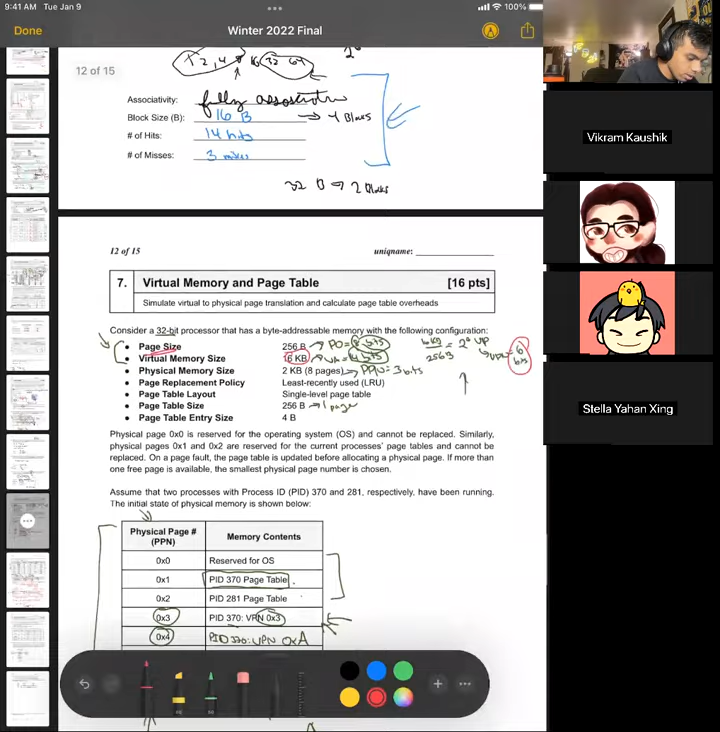 9:41 AM Tue Jan 9
100%
Done
Winter 2022 Final
12 of 15
Associativity: fully associative
Block Size (B): 16 B → 4 Blocks
# of Hits: 14 hits
# of Misses: 3 misses
32 B → 2 Blocks
12 of 15 uniqname:
7. Virtual Memory and Page Table [16 pts]
Simulate virtual to physical page translation and calculate page table overheads
Consider a 32-bit processor that has a byte-addressable memory with the following configuration:
• Page Size 256 B → PO = 8 bits
• Virtual Memory Size 16 KB
• Physical Memory Size 2 KB (8 pages) → PPN = 3 bits
• Page Replacement Policy Least-recently used (LRU)
• Page Table Layout Single-level page table
• Page Table Size 256 B → 1 page
• Page Table Entry Size 4 B
Physical page 0x0 is reserved for the operating system (OS) and cannot be replaced. Similarly,
physical pages 0x1 and 0x2 are reserved for the current processes' page tables and cannot be
replaced. On a page fault, the page table is updated before allocating a physical page. If more
than one free page is available, the smallest physical page number is chosen.
Assume that two processes with Process ID (PID) 370 and 281, respectively, have been running.
The initial state of physical memory is shown below:
Physical Page # (PPN) Memory Contents
0x0 Reserved for OS
0x1 PID 370 Page Table
0x2 PID 281 Page Table
0x3 PID 370: VPN 0x3
0x4 PID 370: VPN 0xA
Vikram Kaushik
Stella Yahan Xing